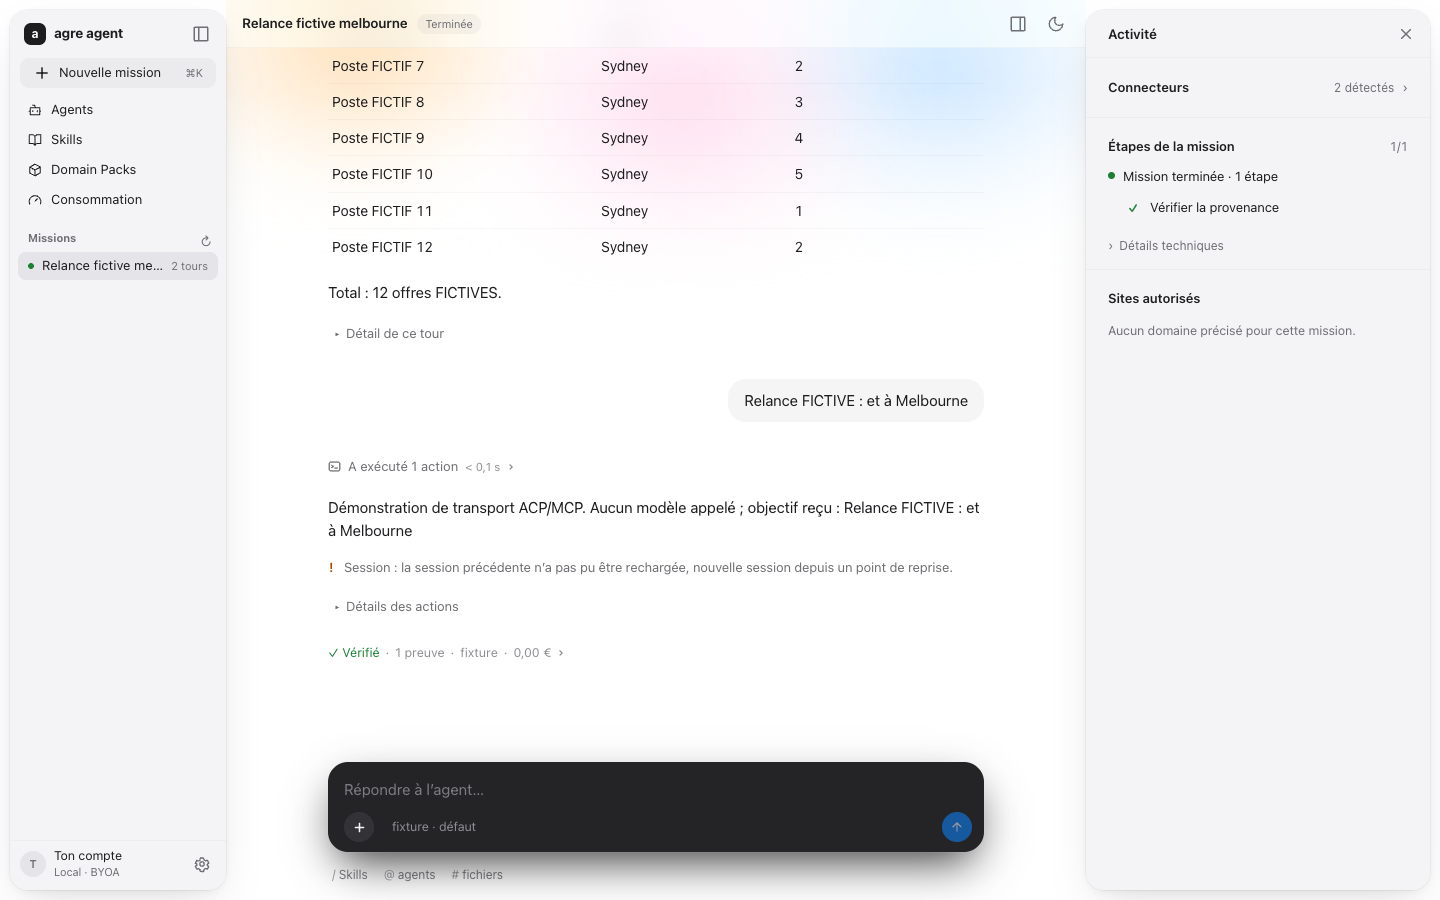 a agre agent
Nouvelle mission ⌘K
Agents
Skills
Domain Packs
Consommation
Missions
Relance fictive me... 2 tours
T
Ton compte
Local · BYOA
Relance fictive melbourne Terminée
Poste FICTIF 7 Sydney 2
Poste FICTIF 8 Sydney 3
Poste FICTIF 9 Sydney 4
Poste FICTIF 10 Sydney 5
Poste FICTIF 11 Sydney 1
Poste FICTIF 12 Sydney 2
Total : 12 offres FICTIVES.
Détail de ce tour
Relance FICTIVE : et à Melbourne
A exécuté 1 action < 0,1 s ›
Démonstration de transport ACP/MCP. Aucun modèle appelé ; objectif reçu : Relance FICTIVE : et
à Melbourne
! Session : la session précédente n'a pas pu être rechargée, nouvelle session depuis un point de reprise.
Détails des actions
✓ Vérifié · 1 preuve · fixture · 0,00 € ›
Répondre à l'agent...
+ fixture · défaut
/ Skills @ agents # fichiers
Activité
Connecteurs 2 détectés ›
Étapes de la mission 1/1
Mission terminée · 1 étape
✓ Vérifier la provenance
› Détails techniques
Sites autorisés
Aucun domaine précisé pour cette mission.